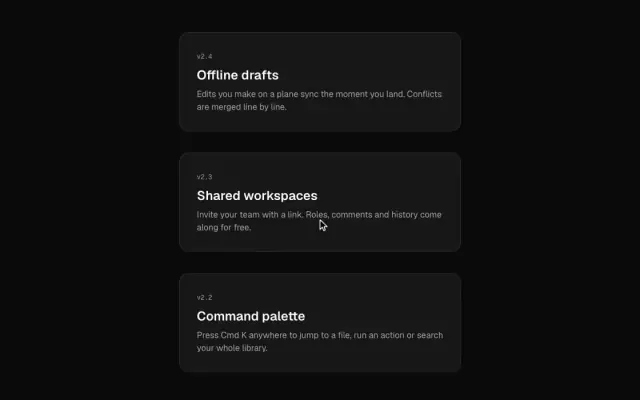 v2.4
Offline drafts
Edits you make on a plane sync the moment you land. Conflicts
are merged line by line.
v2.3
Shared workspaces
Invite your team with a link. Roles, comments and history come
along for free.
v2.2
Command palette
Press Cmd K anywhere to jump to a file, run an action or search
your whole library.